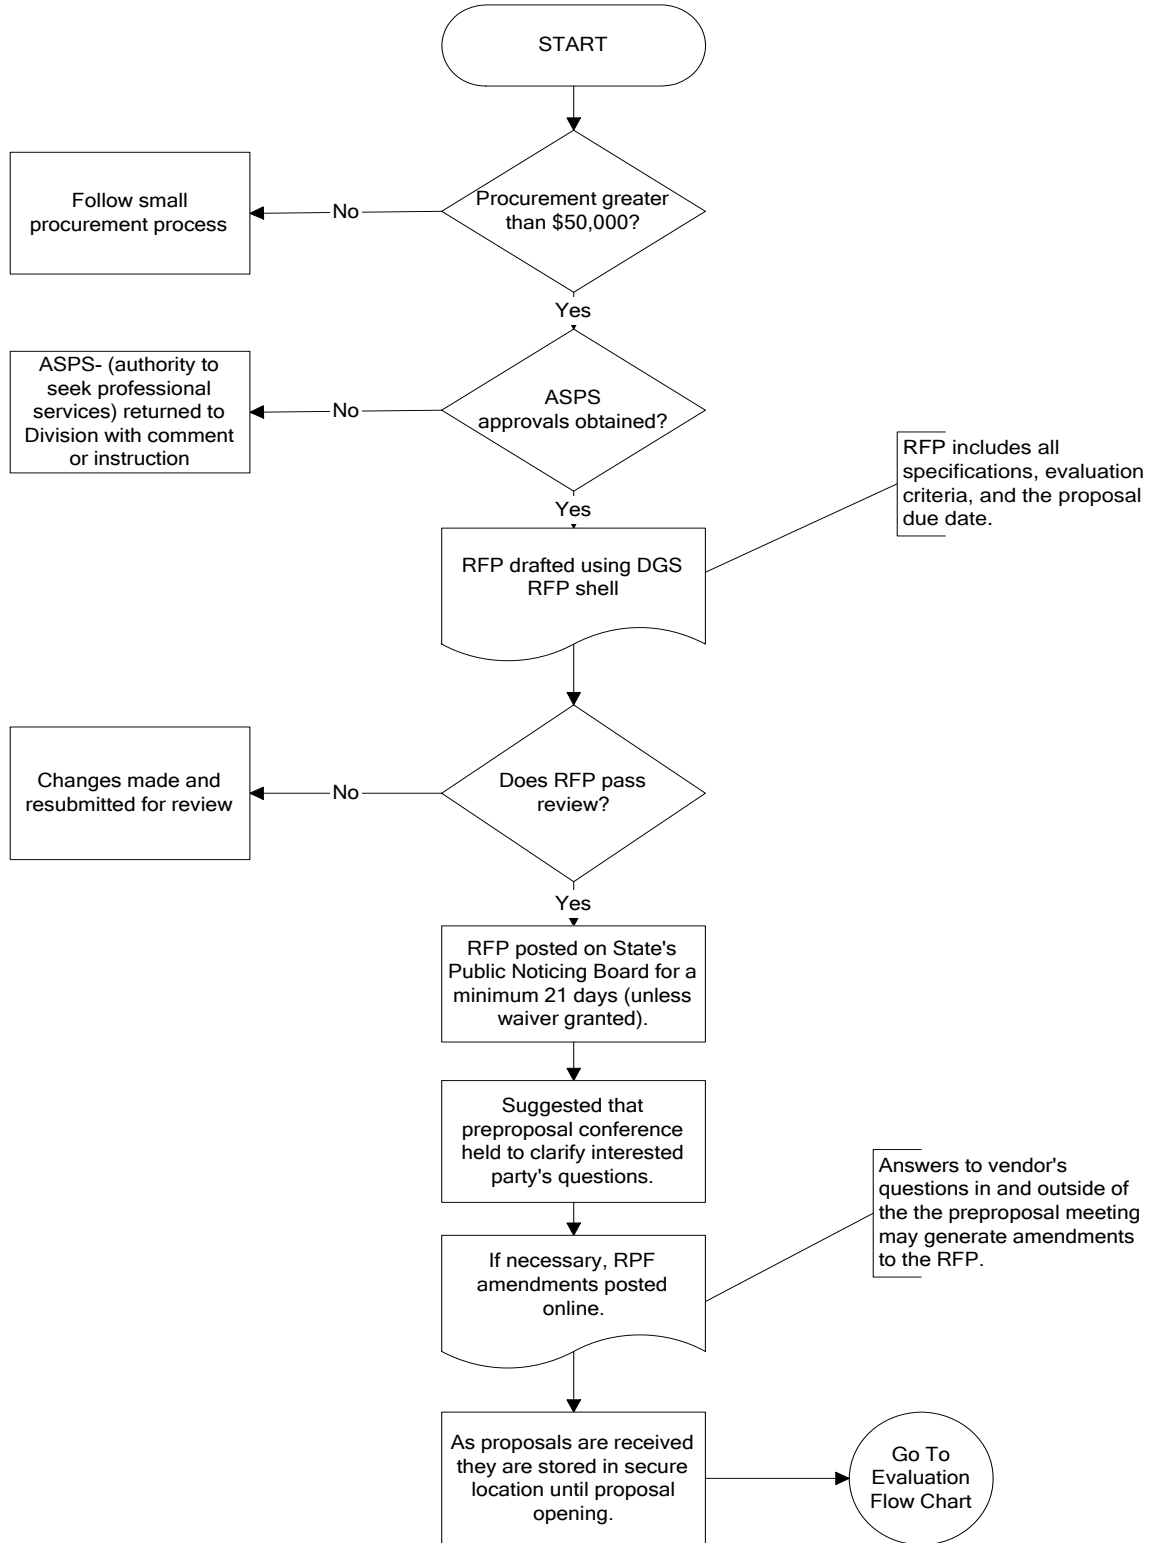 START
Procurement greater
than $50,000?
No
Follow small
procurement process
Yes
ASPS
approvals obtained?
No
ASPS- (authority to
seek professional
services) returned to
Division with comment
or instruction
Yes
RFP drafted using DGS
RFP shell
RFP includes all
specifications, evaluation
criteria, and the proposal
due date.
Does RFP pass
review?
No
Changes made and
resubmitted for review
Yes
RFP posted on State's
Public Noticing Board for a
minimum 21 days (unless
waiver granted).
Suggested that
preproposal conference
held to clarify interested
party's questions.
If necessary, RPF
amendments posted
online.
Answers to vendor's
questions in and outside of
the the preproposal meeting
may generate amendments
to the RFP.
As proposals are received
they are stored in secure
location until proposal
opening.
Go To
Evaluation
Flow Chart